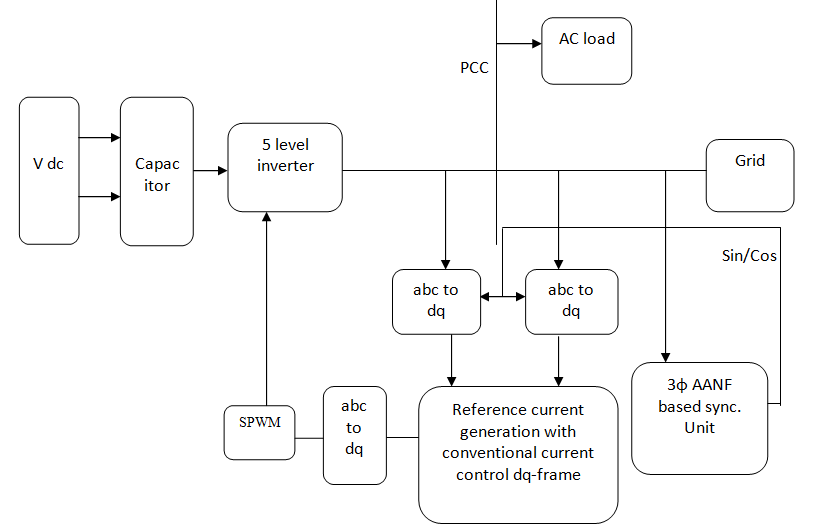 AC load
PCC
V dc
Capac
itor
5 level
inverter
Grid
Sin/Cos
abc to
dq
abc to
dq
3ϕ AANF
based sync.
Unit
Reference current
generation with
conventional current
control dq-frame
abc
to
dq
SPWM